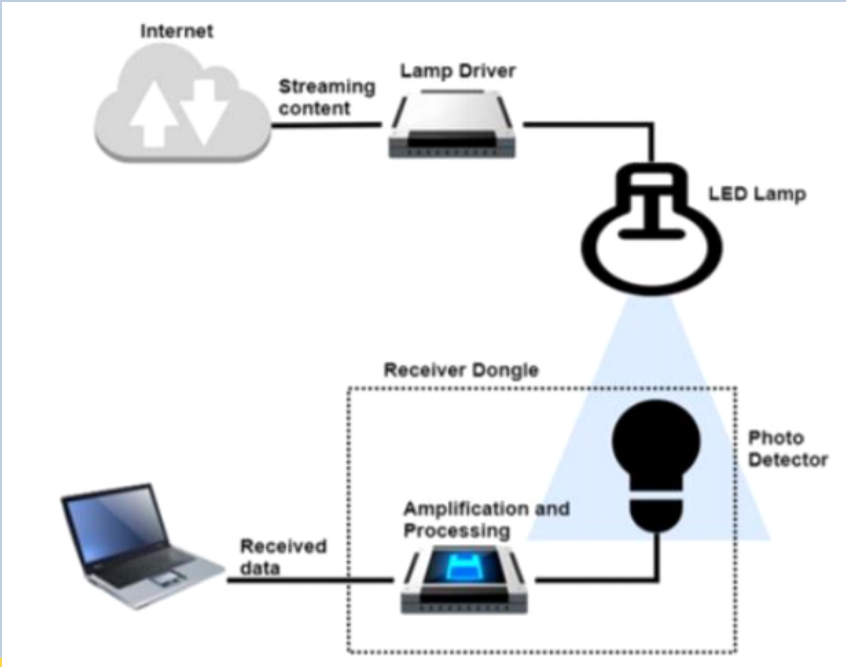 Internet
Streaming
content
Lamp Driver
LED Lamp
Receiver Dongle
Photo
Detector
Amplification and
Processing
Received
data